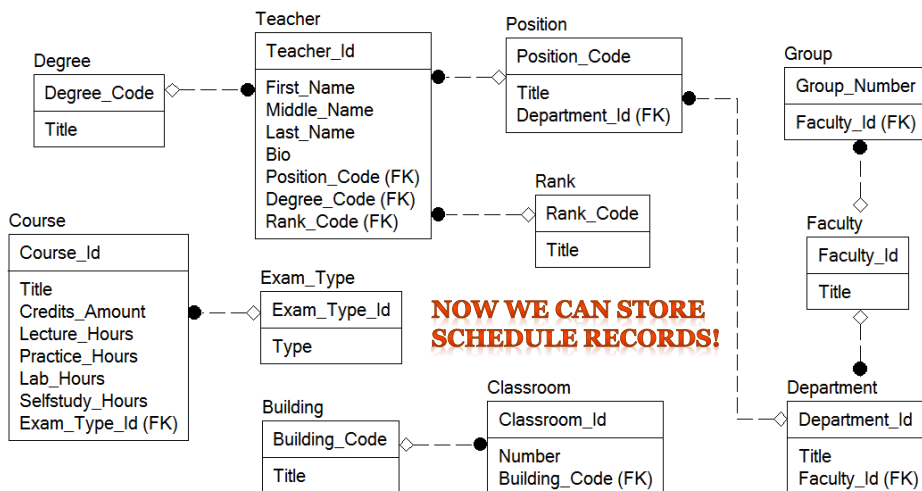 Teacher
Teacher_Id
First_Name
Middle_Name
Last_Name
Bio
Position_Code (FK)
Degree_Code (FK)
Rank_Code (FK)
Position
Position_Code
Title
Department_Id (FK)
Group
Group_Number
Faculty_Id (FK)
Degree
Degree_Code
Title
Rank
Rank_Code
Title
Course
Course_Id
Title
Credits_Amount
Lecture_Hours
Practice_Hours
Lab_Hours
Selfstudy_Hours
Exam_Type_Id (FK)
Faculty
Faculty_Id
Title
Exam_Type
Exam_Type_Id
Type
NOW WE CAN STORE
SCHEDULE RECORDS!
Building
Building_Code
Title
Classroom
Classroom_Id
Number
Building_Code (FK)
Department
Department_Id
Title
Faculty_Id (FK)